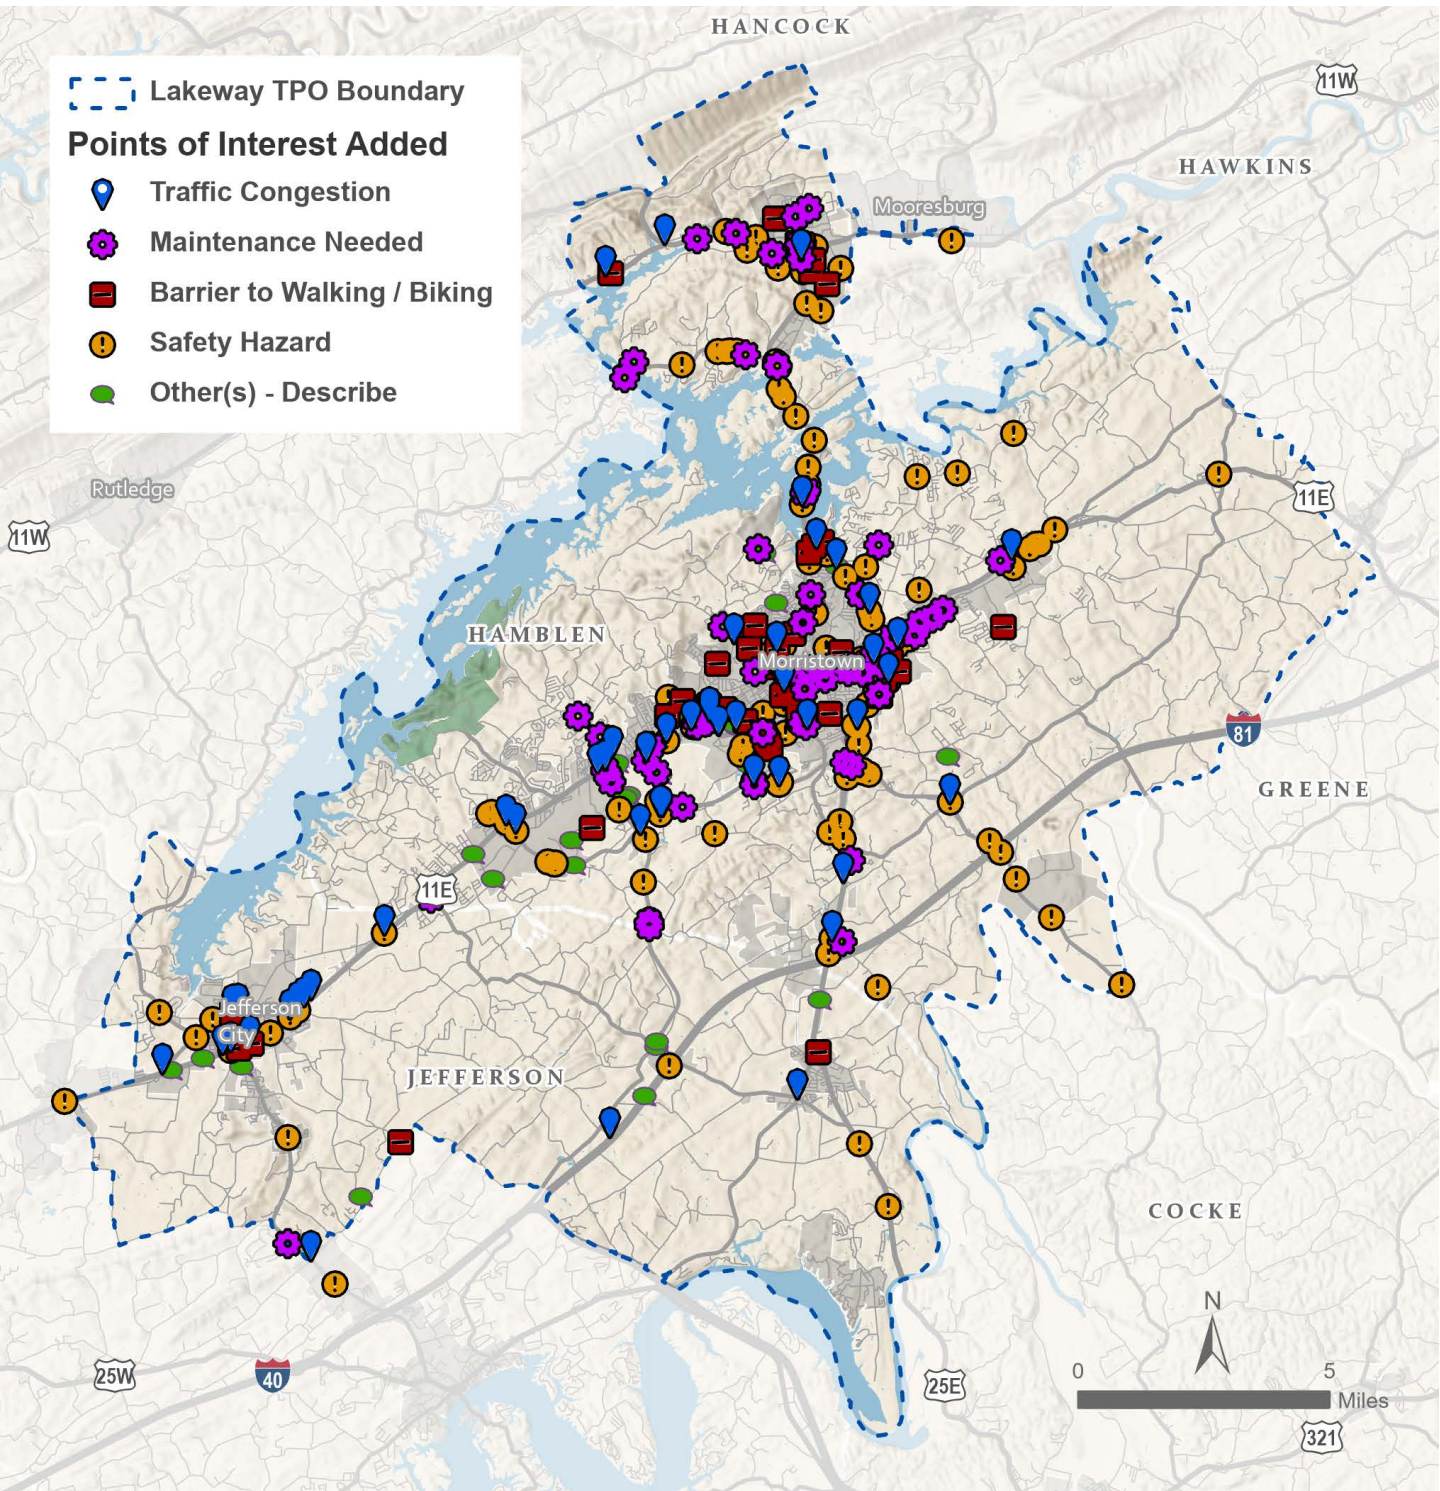 HANCOCK
11W
Lakeway TPO Boundary
Points of Interest Added
Traffic Congestion
Maintenance Needed
Barrier to Walking / Biking
Safety Hazard
Other(s) - Describe
HAWKINS
Mooresburg
Rutledge
11W
11E
HAMBLEN
Morristown
81
GREENE
11E
Jefferson
City
JEFFERSON
COCKE
N
0 5
Miles
25W
40
25E
321